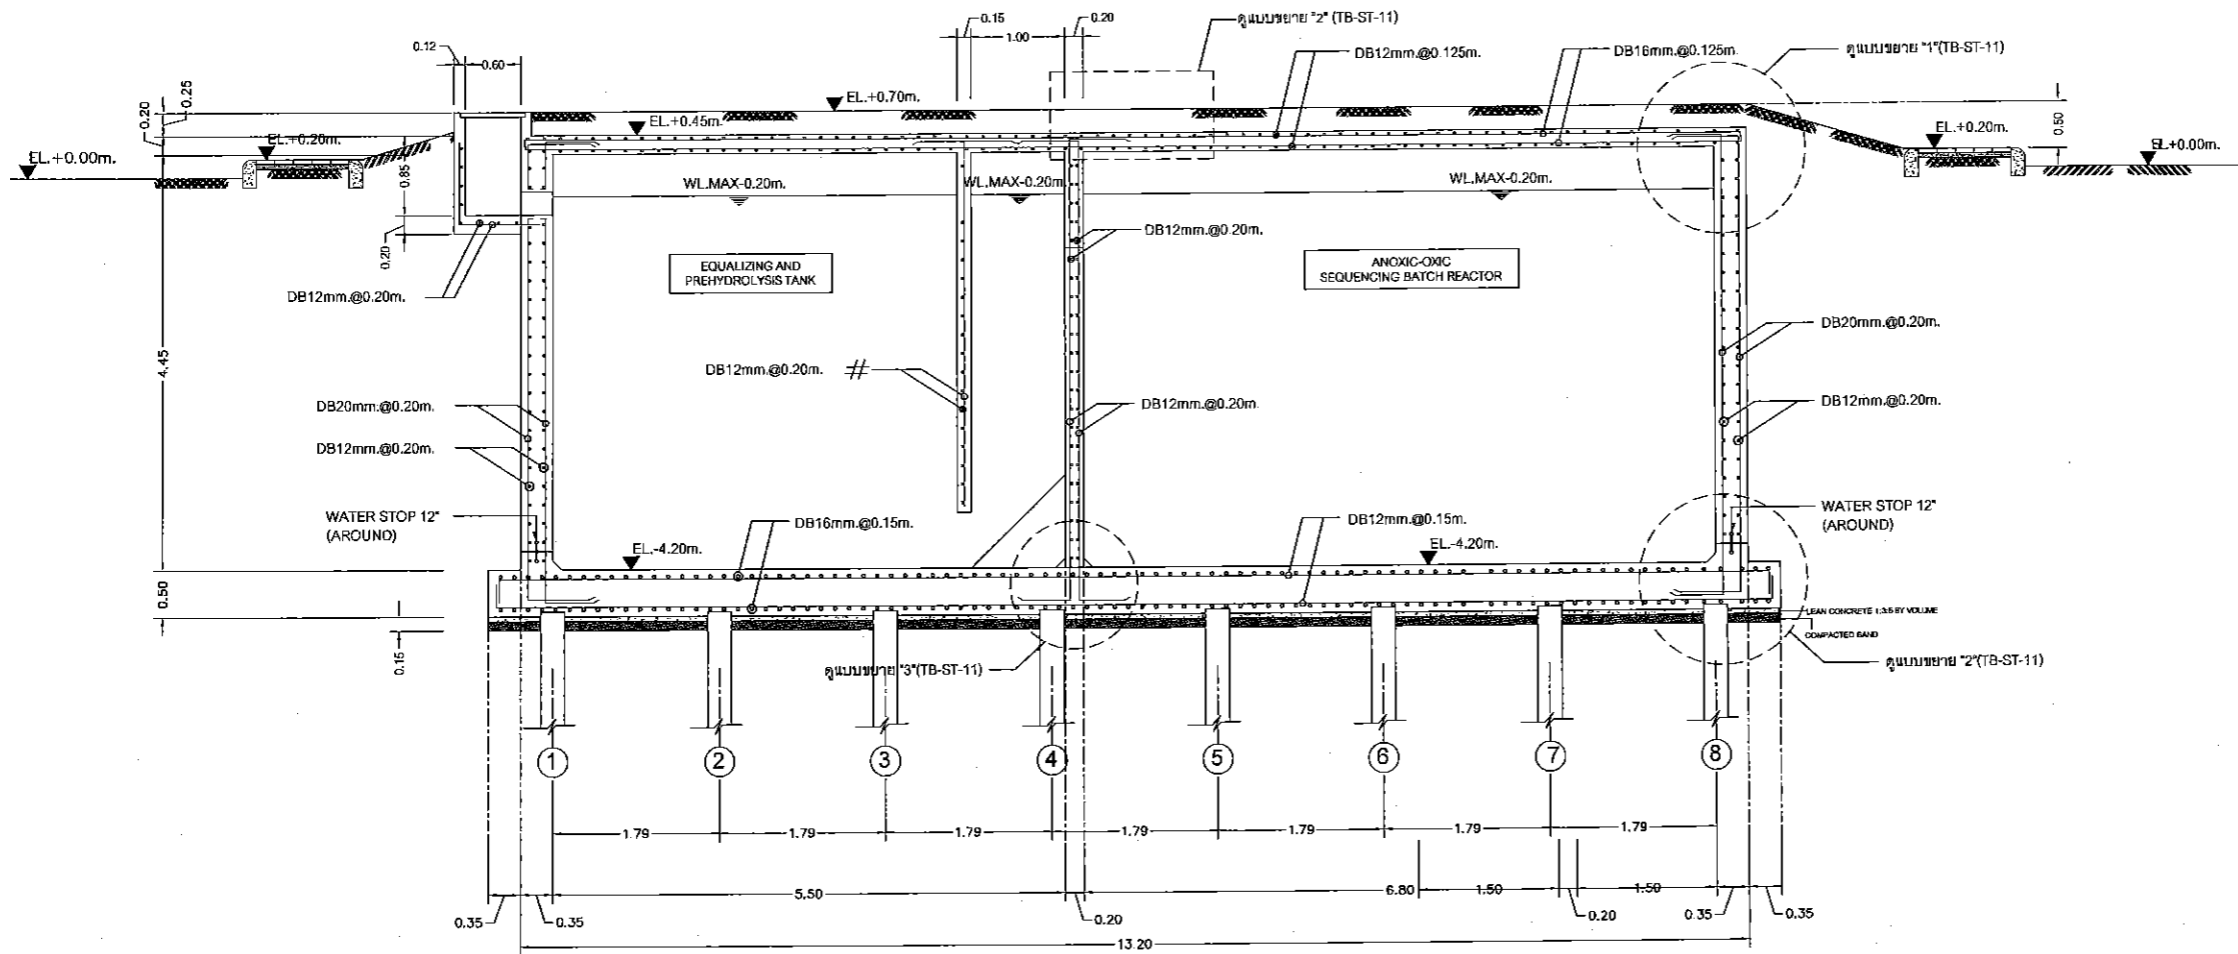 0.15
0.20
ดูแบบขยาย "2" (TB-ST-11)
1.00
0.12
0.60
DB12mm.@0.125m.
DB16mm.@0.125m.
ดูแบบขยาย "1"(TB-ST-11)
0.20
0.25
EL.+0.70m.
EL.+0.45m.
EL.+0.20m.
EL.+0.00m.
0.85
EL.+0.20m.
0.50
EL.+0.00m.
WL.MAX-0.20m.
WL.MAX-0.20m.
WL.MAX-0.20m.
0.20
DB12mm.@0.20m.
EQUALIZING AND
PREHYDROLYSIS TANK
ANOXIC-OXIC
SEQUENCING BATCH REACTOR
DB12mm.@0.20m.
DB20mm.@0.20m.
4.45
DB12mm.@0.20m. #
DB20mm.@0.20m.
DB12mm.@0.20m.
DB12mm.@0.20m.
DB12mm.@0.20m.
WATER STOP 12"
(AROUND)
DB16mm.@0.15m.
DB12mm.@0.15m.
WATER STOP 12"
(AROUND)
EL.-4.20m.
EL.-4.20m.
0.50
0.15
LEAN CONCRETE 1:3:5 BY VOLUME
COMPACTED SAND
ดูแบบขยาย "3"(TB-ST-11)
ดูแบบขยาย "2"(TB-ST-11)
1 2 3 4 5 6 7 8
1.79 1.79 1.79 1.79 1.79 1.79 1.79
5.50 6.80 1.50 1.50
0.35 0.35 0.20 0.20 0.35 0.35
13.20